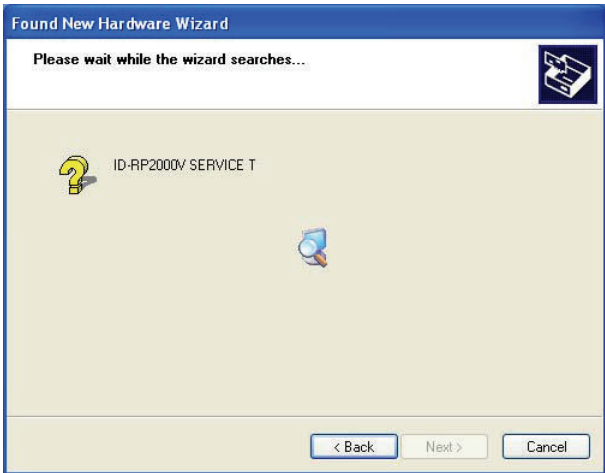 Found New Hardware Wizard
Please wait while the wizard searches...
ID-RP2000V SERVICE T
< Back
Next >
Cancel